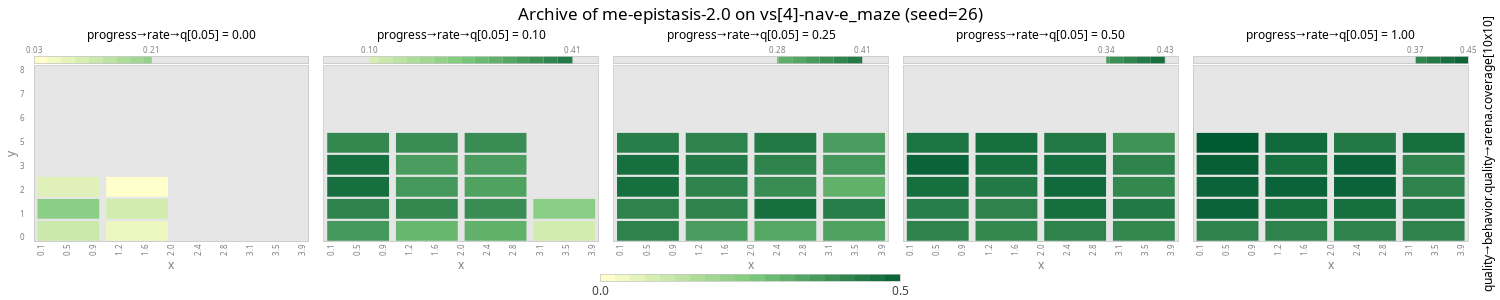 Archive of me-epistasis-2.0 on vs[4]-nav-e_maze (seed=26)
progress→rate→q[0.05] = 0.00
progress→rate→q[0.05] = 0.10
progress→rate→q[0.05] = 0.25
progress→rate→q[0.05] = 0.50
progress→rate→q[0.05] = 1.00
0.03 0.21
0.10 0.41
0.28 0.41
0.34 0.43
0.37 0.45
8
7
6
5
3
2
1
0
y
0.1 0.5 0.9 1.2 1.6 2.0 2.4 2.8 3.1 3.5 3.9
0.1 0.5 0.9 1.2 1.6 2.0 2.4 2.8 3.1 3.5 3.9
0.1 0.5 0.9 1.2 1.6 2.0 2.4 2.8 3.1 3.5 3.9
0.1 0.5 0.9 1.2 1.6 2.0 2.4 2.8 3.1 3.5 3.9
0.1 0.5 0.9 1.2 1.6 2.0 2.4 2.8 3.1 3.5 3.9
x
x
x
x
x
0.0 0.5
quality→behavior.quality→arena.coverage[10x10]